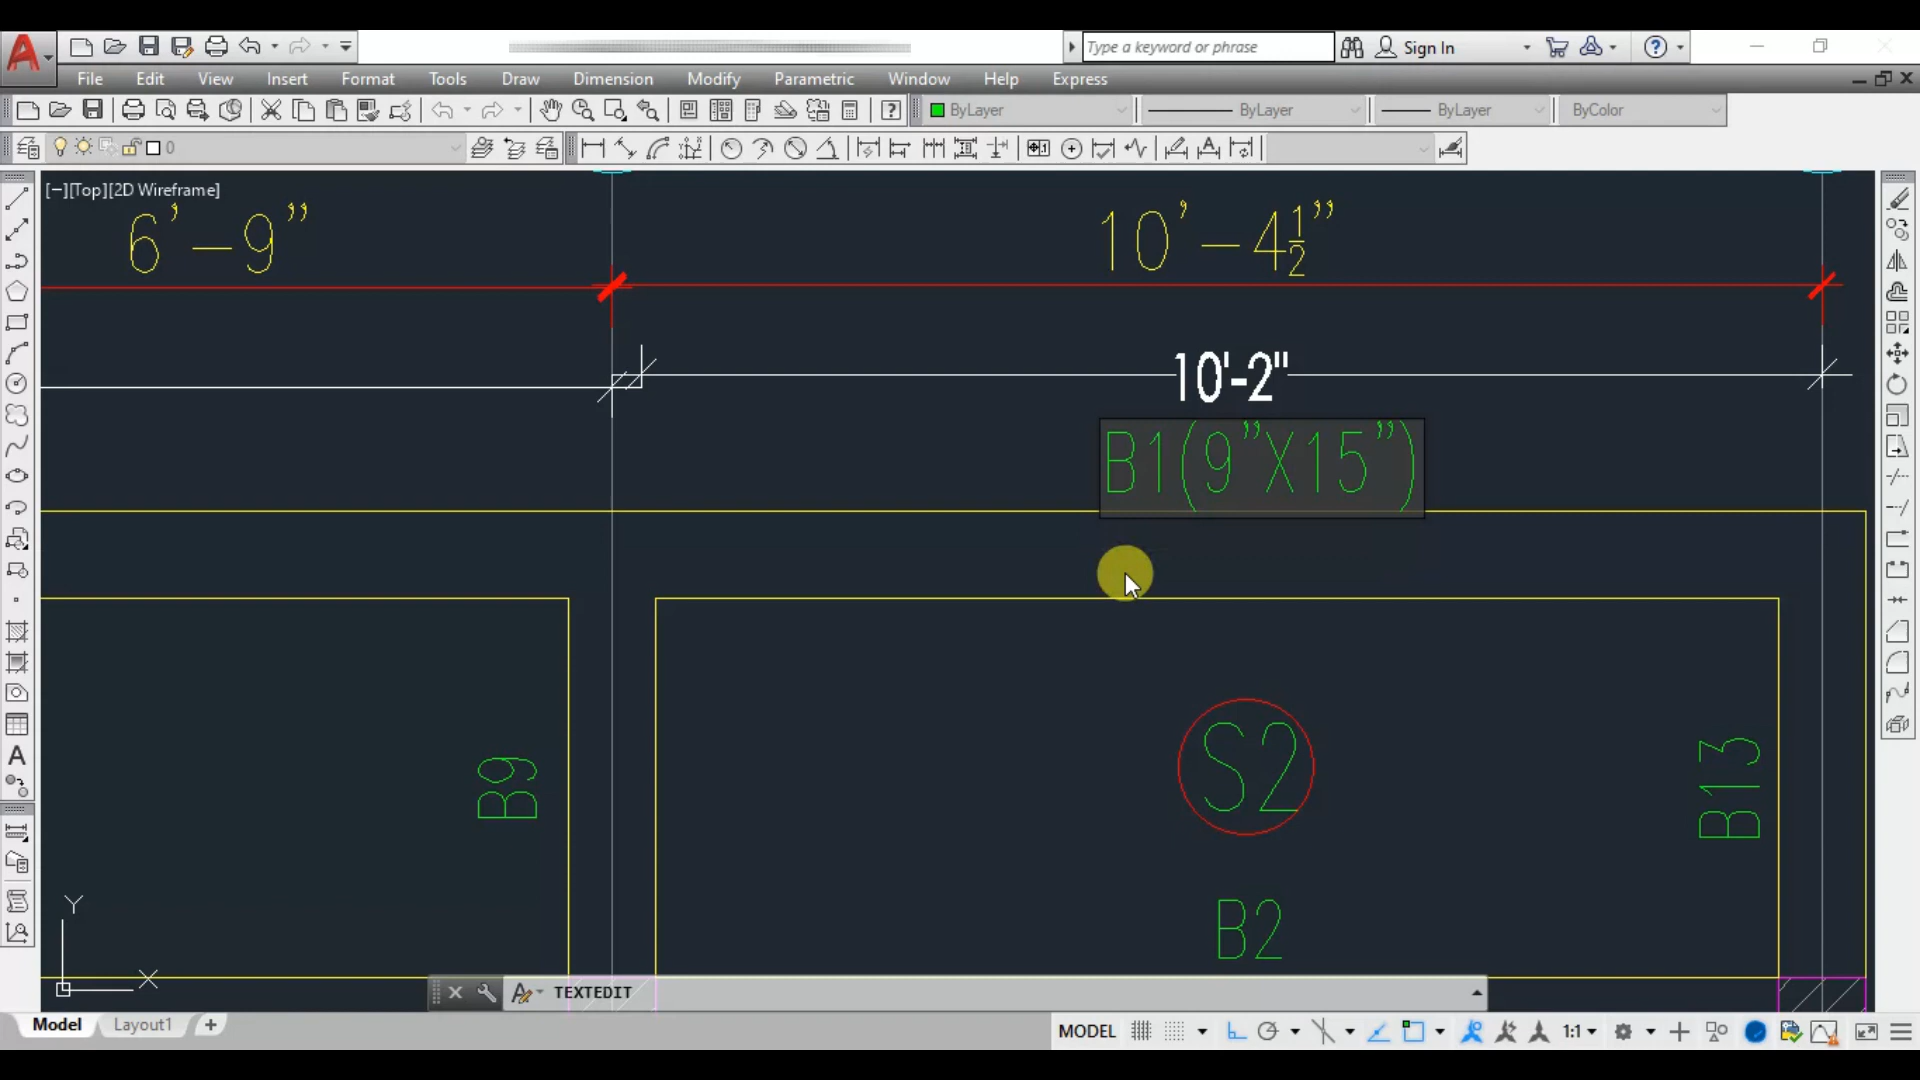 Type a keyword or phrase
Sign In
File Edit View Insert Format Tools Draw Dimension Modify Parametric Window Help Express
ByLayer ByLayer ByLayer ByColor
0
[−][Top][2D Wireframe]
6'−9"
10'−4½"
10'-2"
B1(9"X15")
S2
B9
B13
B2
Y
X
TEXTEDIT
Model Layout1 +
MODEL 1:1